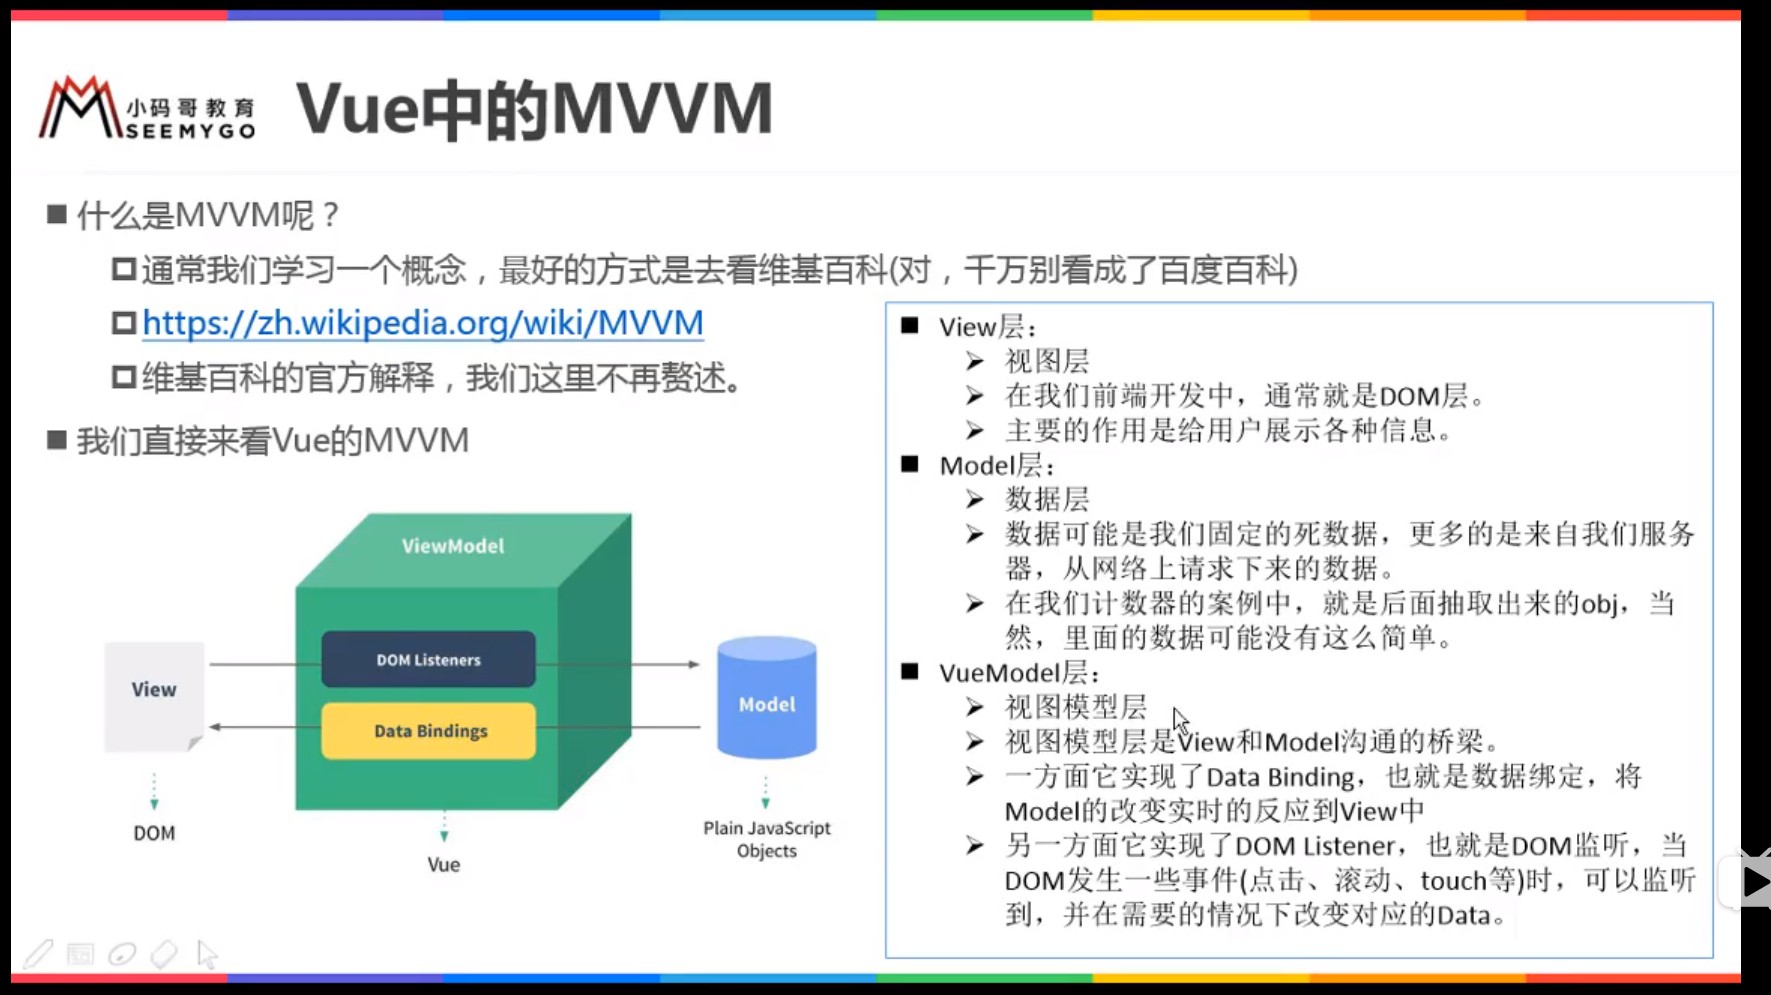 小码哥教育
SEEMYGO
Vue中的MVVM
什么是MVVM呢？
通常我们学习一个概念，最好的方式是去看维基百科(对，千万别看成了百度百科)
https://zh.wikipedia.org/wiki/MVVM
维基百科的官方解释，我们这里不再赘述。
我们直接来看Vue的MVVM
ViewModel
DOM Listeners
Data Bindings
View
Model
DOM
Vue
Plain JavaScript
Objects
View层：
视图层
在我们前端开发中，通常就是DOM层。
主要的作用是给用户展示各种信息。
Model层：
数据层
数据可能是我们固定的死数据，更多的是来自我们服务
器，从网络上请求下来的数据。
在我们计数器的案例中，就是后面抽取出来的obj，当
然，里面的数据可能没有这么简单。
VueModel层：
视图模型层
视图模型层是View和Model沟通的桥梁。
一方面它实现了Data Binding，也就是数据绑定，将
Model的改变实时的反应到View中
另一方面它实现了DOM Listener，也就是DOM监听，当
DOM发生一些事件(点击、滚动、touch等)时，可以监听
到，并在需要的情况下改变对应的Data。